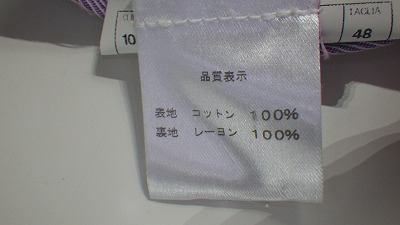 TAGLIA
10
48
品質表示
表地 コットン 100%
裏地 レーヨン 100%